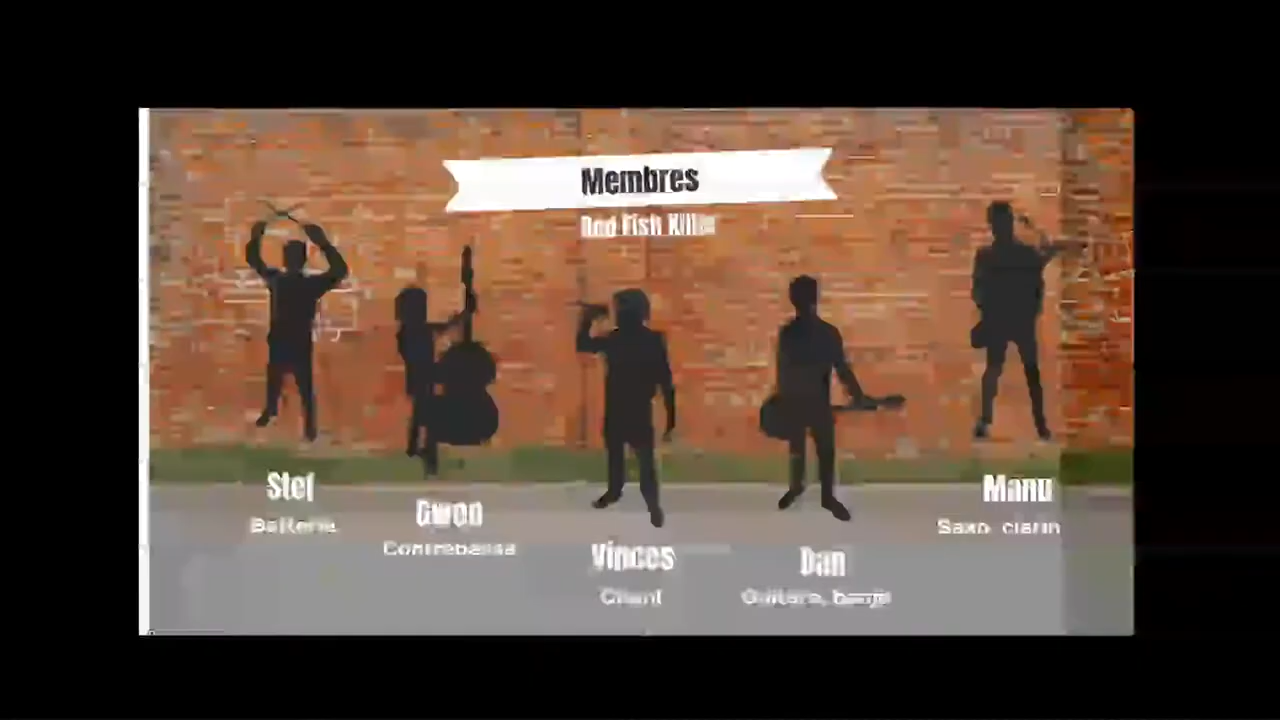 Membres
Red Fish Killer
Stef
Batterie
Gwen
Contrebasse
Vinces
Chant
Dan
Guitare, banjo
Manu
Saxo, clarin